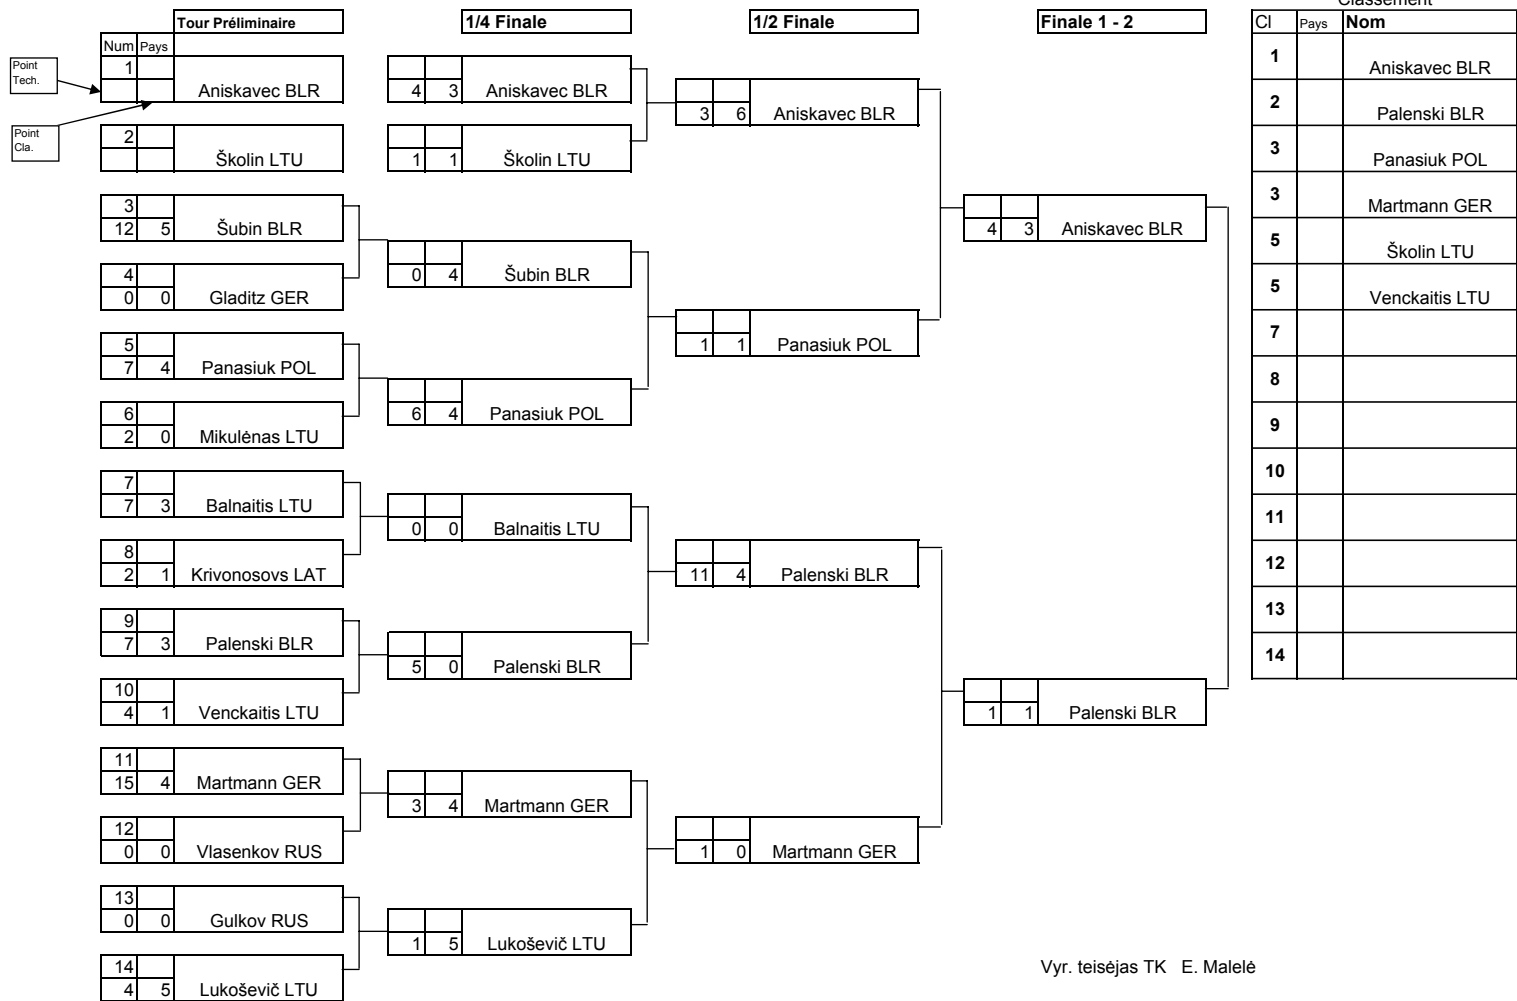 Classement
Tour Préliminaire 1/4 Finale 1/2 Finale Finale 1 - 2 Cl Pays Nom
Num Pays
Point Tech.
Point Cla.
1
Aniskavec BLR
2
Školin LTU
3
12 5 Šubin BLR
4
0 0 Gladitz GER
5
7 4 Panasiuk POL
6
2 0 Mikulėnas LTU
7
7 3 Balnaitis LTU
8
2 1 Krivonosovs LAT
9
7 3 Palenski BLR
10
4 1 Venckaitis LTU
11
15 4 Martmann GER
12
0 0 Vlasenkov RUS
13
0 0 Gulkov RUS
14
4 5 Lukoševič LTU
4 3 Aniskavec BLR
1 1 Školin LTU
0 4 Šubin BLR
6 4 Panasiuk POL
0 0 Balnaitis LTU
5 0 Palenski BLR
3 4 Martmann GER
1 5 Lukoševič LTU
3 6 Aniskavec BLR
1 1 Panasiuk POL
11 4 Palenski BLR
1 0 Martmann GER
4 3 Aniskavec BLR
1 1 Palenski BLR
1 Aniskavec BLR
2 Palenski BLR
3 Panasiuk POL
3 Martmann GER
5 Školin LTU
5 Venckaitis LTU
7
8
9
10
11
12
13
14
Vyr. teisėjas TK E. Malelė